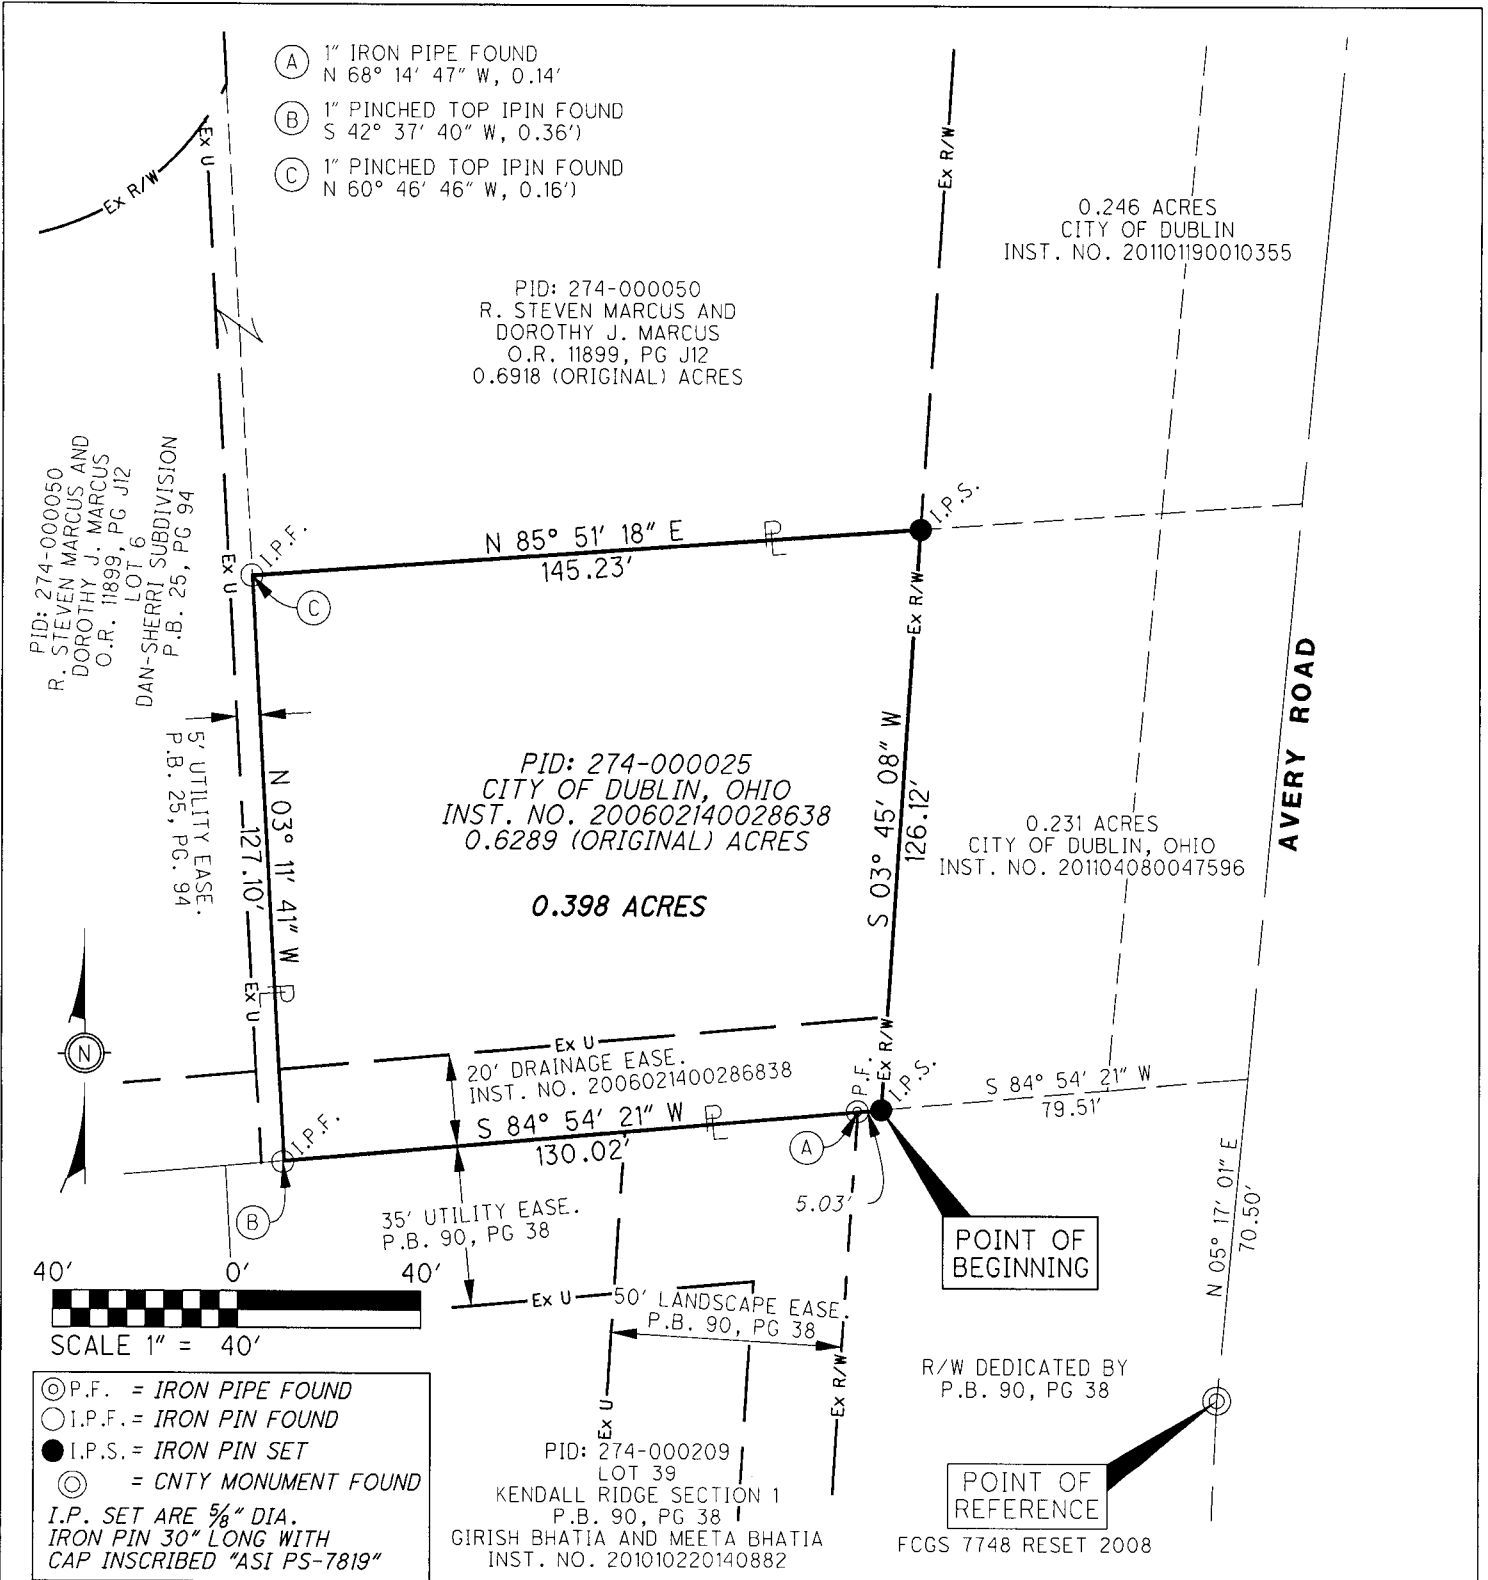 A 1" IRON PIPE FOUND
N 68° 14' 47" W, 0.14'
B 1" PINCHED TOP IPIN FOUND
S 42° 37' 40" W, 0.36')
C 1" PINCHED TOP IPIN FOUND
N 60° 46' 46" W, 0.16')
Ex R/W
Ex U
Ex R/W
0.246 ACRES
CITY OF DUBLIN
INST. NO. 201101190010355
PID: 274-000050
R. STEVEN MARCUS AND
DOROTHY J. MARCUS
O.R. 11899, PG J12
0.6918 (ORIGINAL) ACRES
PID: 274-000050
R. STEVEN MARCUS AND
DOROTHY J. MARCUS
O.R. 11899, PG J12
LOT 6
DAN-SHERRI SUBDIVISION
P.B. 25, PG 94
I.P.F.
Ex U
C
N 85° 51' 18" E
145.23'
PL
I.P.S.
Ex R/W
5' UTILITY EASE.
P.B. 25, PG. 94
N 03° 11' 41" W
127.10'
PL
Ex U
PID: 274-000025
CITY OF DUBLIN, OHIO
INST. NO. 200602140028638
0.6289 (ORIGINAL) ACRES
0.398 ACRES
S 03° 45' 08" W
126.12'
0.231 ACRES
CITY OF DUBLIN, OHIO
INST. NO. 201104080047596
AVERY ROAD
N
Ex U
20' DRAINAGE EASE.
INST. NO. 2006021400286838
Ex R/W
P.F.
I.P.S.
S 84° 54' 21" W
79.51'
S 84° 54' 21" W
130.02'
PL
I.P.F.
A
B
5.03'
35' UTILITY EASE.
P.B. 90, PG 38
POINT OF
BEGINNING
N 05° 17' 01" E
70.50'
Ex U
50' LANDSCAPE EASE.
P.B. 90, PG 38
Ex U
Ex R/W
40' 0' 40'
SCALE 1" = 40'
R/W DEDICATED BY
P.B. 90, PG 38
P.F. = IRON PIPE FOUND
I.P.F. = IRON PIN FOUND
I.P.S. = IRON PIN SET
= CNTY MONUMENT FOUND
I.P. SET ARE 5/8" DIA.
IRON PIN 30" LONG WITH
CAP INSCRIBED "ASI PS-7819"
PID: 274-000209
LOT 39
KENDALL RIDGE SECTION 1
P.B. 90, PG 38
GIRISH BHATIA AND MEETA BHATIA
INST. NO. 201010220140882
POINT OF
REFERENCE
FCGS 7748 RESET 2008